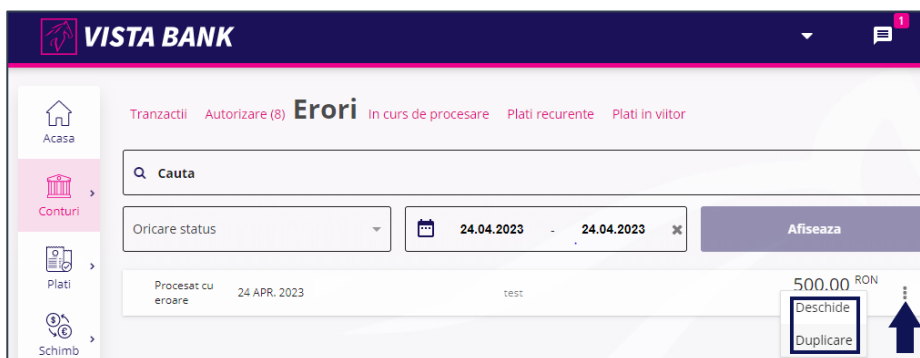 VISTA BANK
1
Acasa
Conturi
Plati
Schimb
Tranzactii Autorizare (8) Erori In curs de procesare Plati recurente Plati in viitor
Cauta
Oricare status
24.04.2023 - 24.04.2023
Afiseaza
Procesat cu
eroare
24 APR. 2023
test
500.00 RON
Deschide
Duplicare